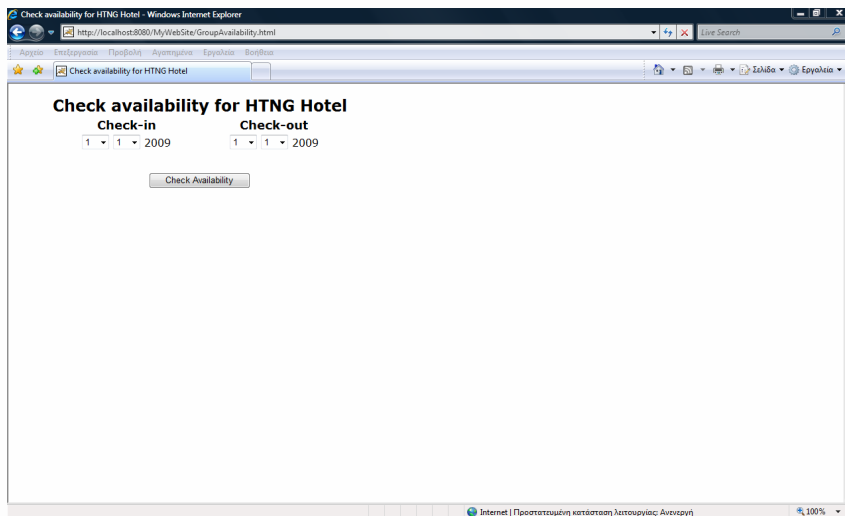 Check availability for HTNG Hotel - Windows Internet Explorer
http://localhost:8080/MyWebSite/GroupAvailability.html
Live Search
Αρχείο Επεξεργασία Προβολή Αγαπημένα Εργαλεία Βοήθεια
Check availability for HTNG Hotel
Σελίδα Εργαλεία
Check availability for HTNG Hotel
Check-in Check-out
1 1 2009 1 1 2009
Check Availability
Internet | Προστατευμένη κατάσταση λειτουργίας: Ανενεργή 100%